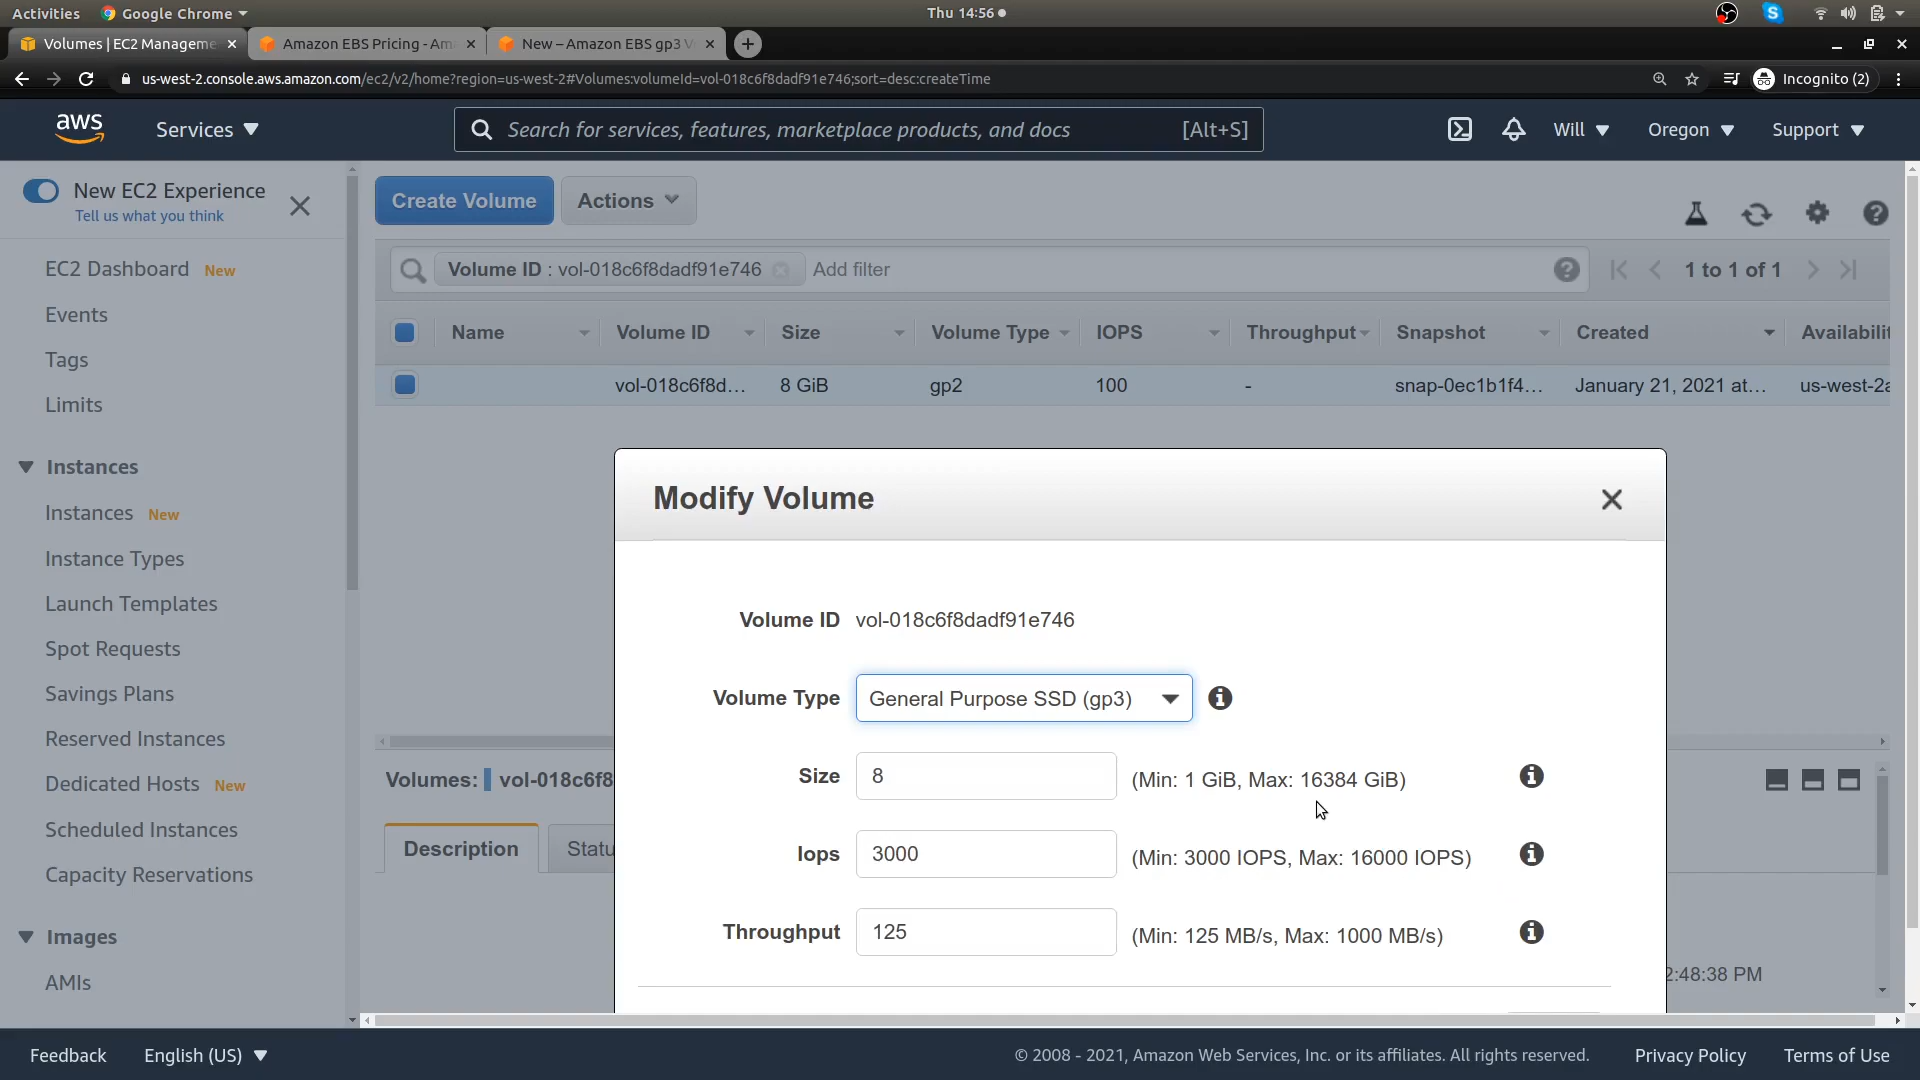 Activities Google Chrome Thu 14:56
Volumes | EC2 Manageme Amazon EBS Pricing - Am New – Amazon EBS gp3 V
us-west-2.console.aws.amazon.com/ec2/v2/home?region=us-west-2#Volumes:volumeId=vol-018c6f8dadf91e746;sort=desc:createTime Incognito (2)
aws Services Search for services, features, marketplace products, and docs [Alt+S] Will Oregon Support
New EC2 Experience
Tell us what you think
EC2 Dashboard New
Events
Tags
Limits
Instances
Instances New
Instance Types
Launch Templates
Spot Requests
Savings Plans
Reserved Instances
Dedicated Hosts New
Scheduled Instances
Capacity Reservations
Images
AMIs
Create Volume Actions
Volume ID : vol-018c6f8dadf91e746 Add filter 1 to 1 of 1
Name Volume ID Size Volume Type IOPS Throughput Snapshot Created Availabilit
vol-018c6f8d... 8 GiB gp2 100 - snap-0ec1b1f4... January 21, 2021 at... us-west-2a
Modify Volume
Volume ID vol-018c6f8dadf91e746
Volume Type General Purpose SSD (gp3)
Size 8 (Min: 1 GiB, Max: 16384 GiB)
Iops 3000 (Min: 3000 IOPS, Max: 16000 IOPS)
Throughput 125 (Min: 125 MB/s, Max: 1000 MB/s)
Volumes: vol-018c6f8
Description Statu
2:48:38 PM
Feedback English (US) © 2008 - 2021, Amazon Web Services, Inc. or its affiliates. All rights reserved. Privacy Policy Terms of Use